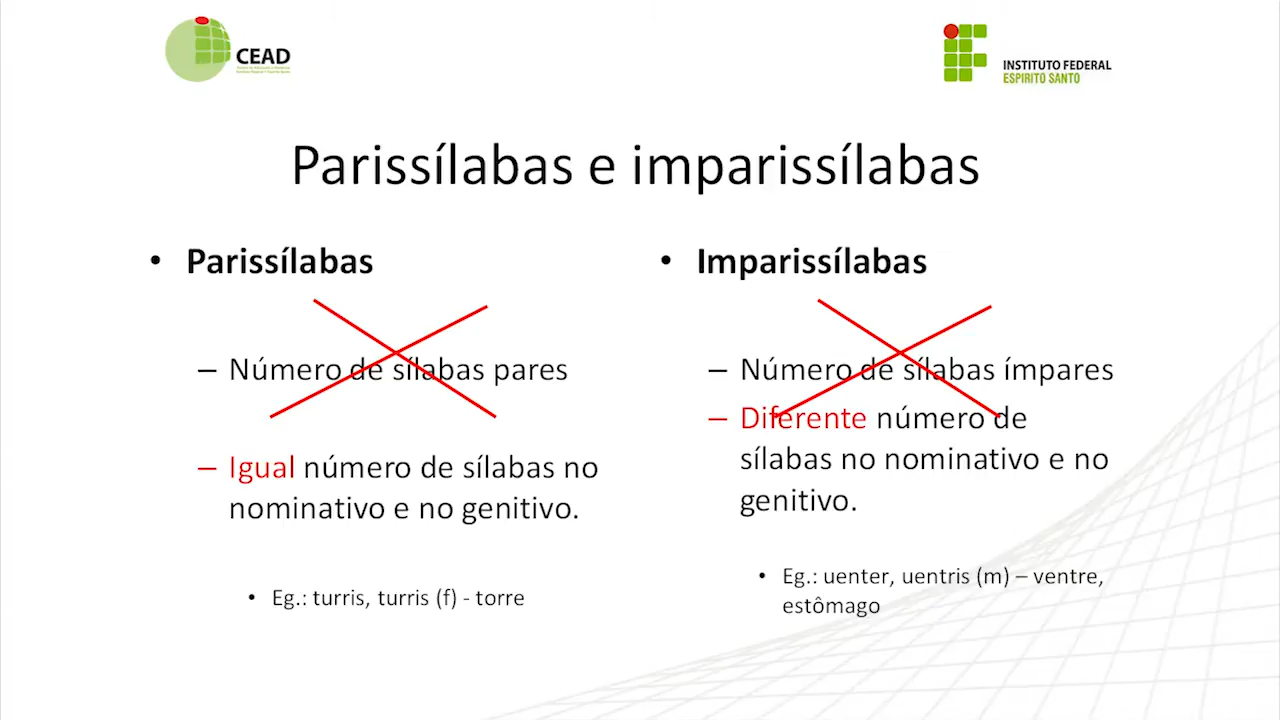 CEAD
INSTITUTO FEDERAL
ESPÍRITO SANTO
Parissílabas e imparissílabas
• Parissílabas
– Número de sílabas pares
– Igual número de sílabas no
nominativo e no genitivo.
• Eg.: turris, turris (f) - torre
• Imparissílabas
– Número de sílabas ímpares
– Diferente número de
sílabas no nominativo e no
genitivo.
• Eg.: uenter, uentris (m) – ventre,
estômago